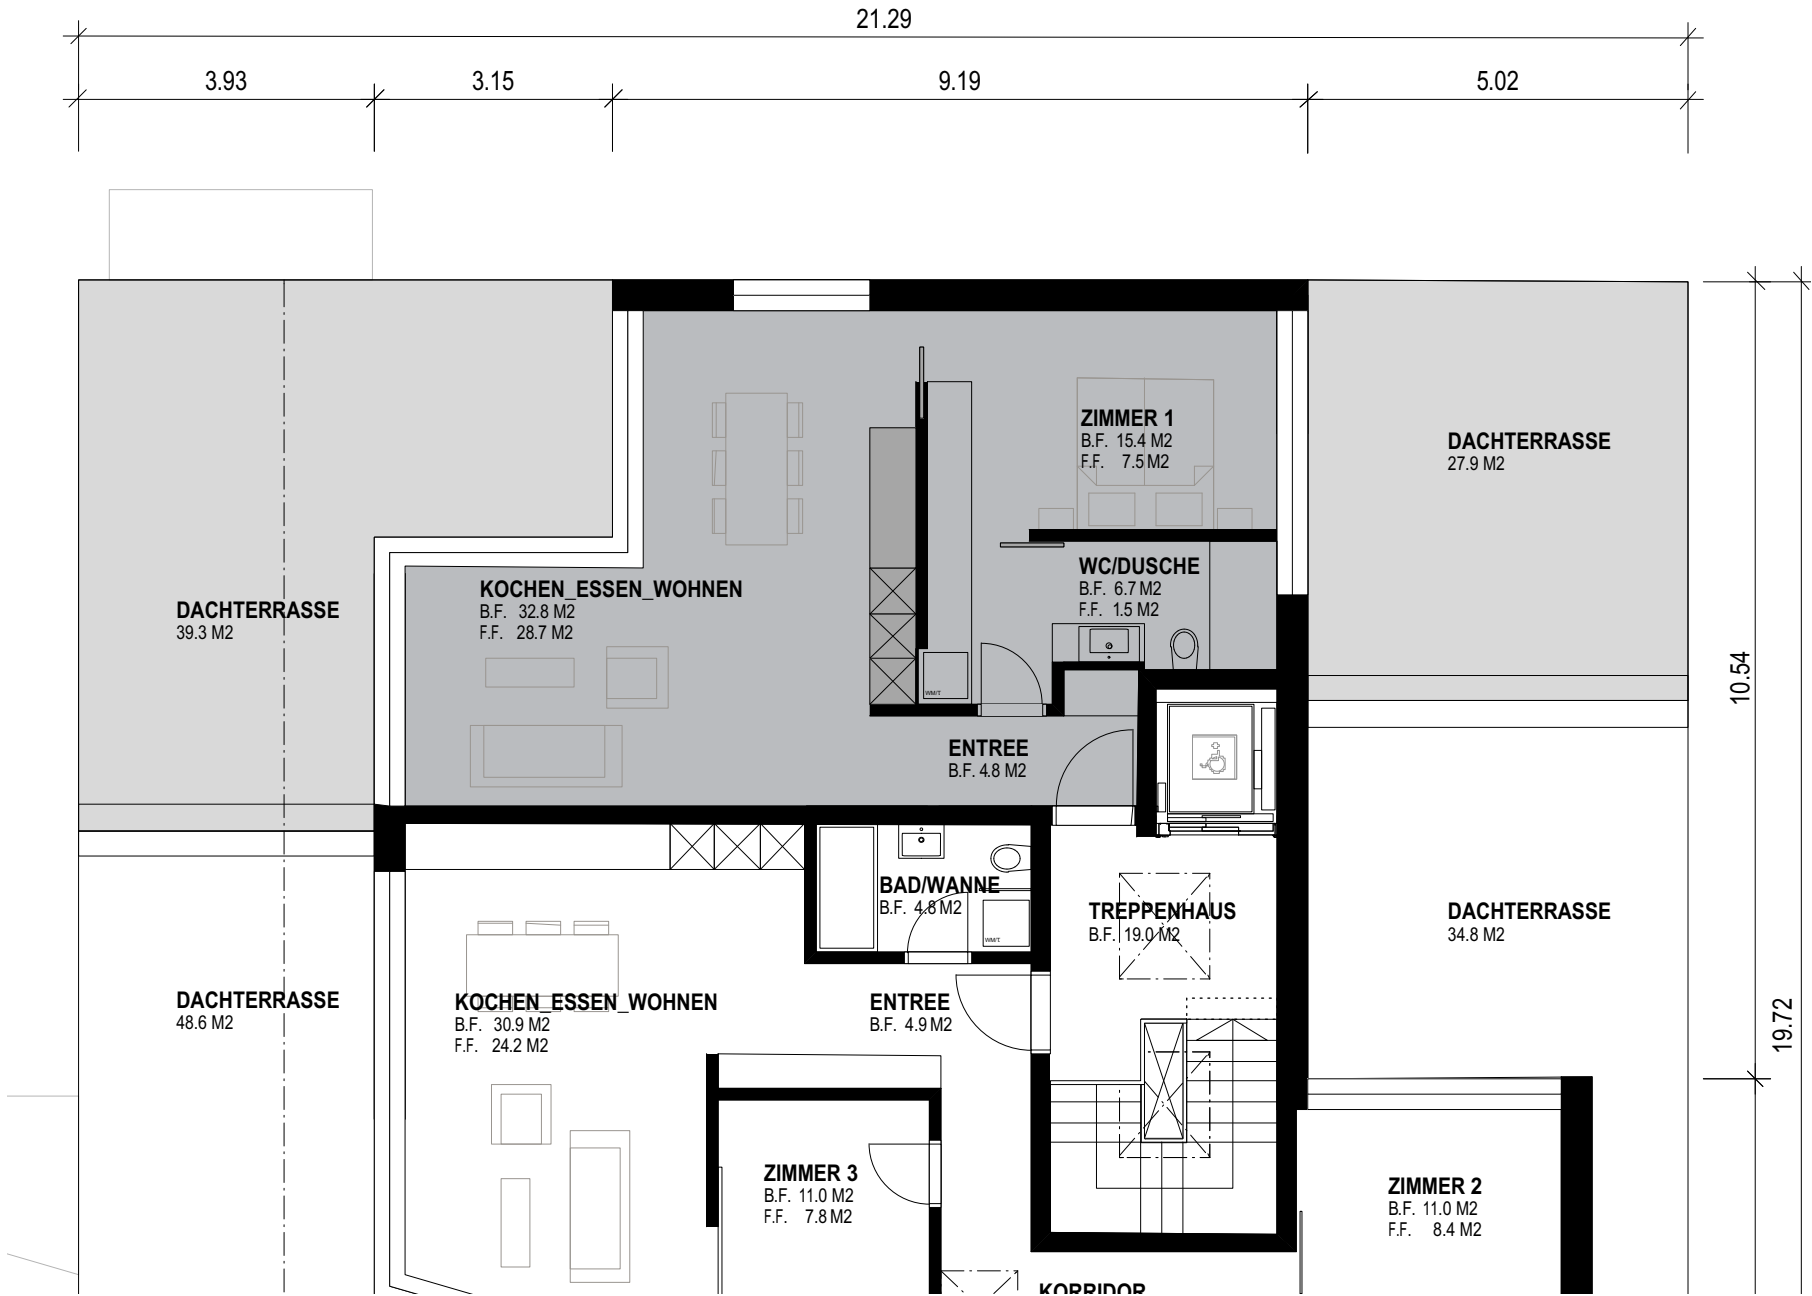 21.29
3.93
3.15
9.19
5.02
ZIMMER 1
B.F. 15.4 M2
F.F. 7.5 M2
DACHTERRASSE
27.9 M2
WC/DUSCHE
B.F. 6.7 M2
F.F. 1.5 M2
KOCHEN_ESSEN_WOHNEN
B.F. 32.8 M2
F.F. 28.7 M2
DACHTERRASSE
39.3 M2
10.54
WM/T
ENTREE
B.F. 4.8 M2
BAD/WANNE
B.F. 4.8 M2
WM/T
TREPPENHAUS
B.F. 19.0 M2
DACHTERRASSE
34.8 M2
DACHTERRASSE
48.6 M2
KOCHEN_ESSEN_WOHNEN
B.F. 30.9 M2
F.F. 24.2 M2
ENTREE
B.F. 4.9 M2
19.72
ZIMMER 3
B.F. 11.0 M2
F.F. 7.8 M2
ZIMMER 2
B.F. 11.0 M2
F.F. 8.4 M2
KORRIDOR